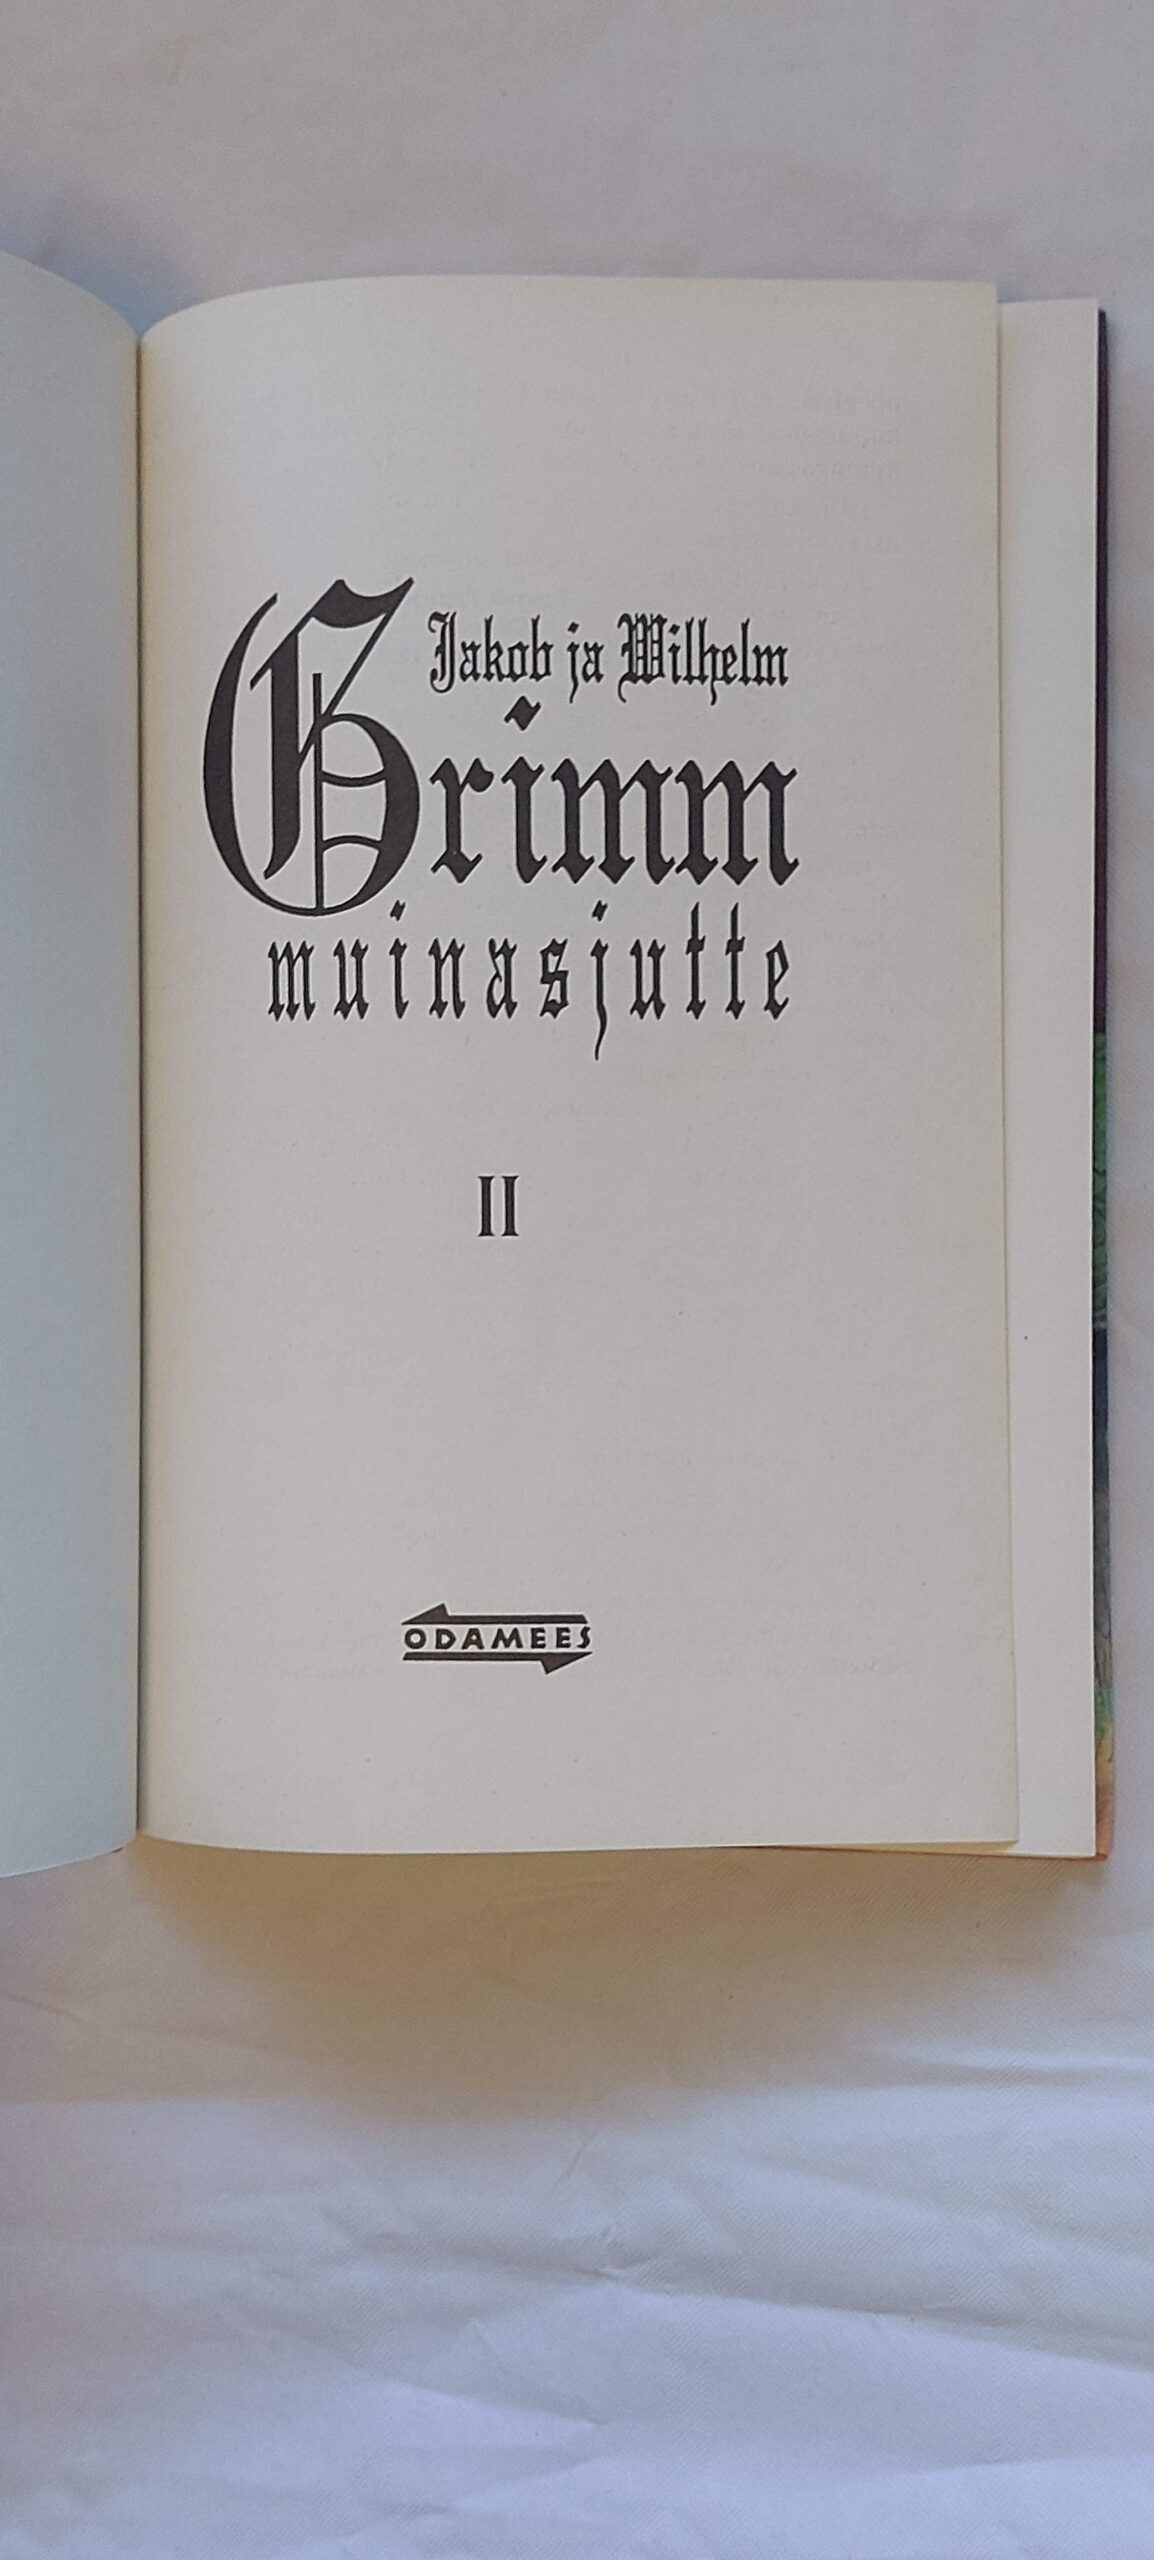 Jakob ja Wilhelm
Grimm
muinasjutte
II
ODAMEES